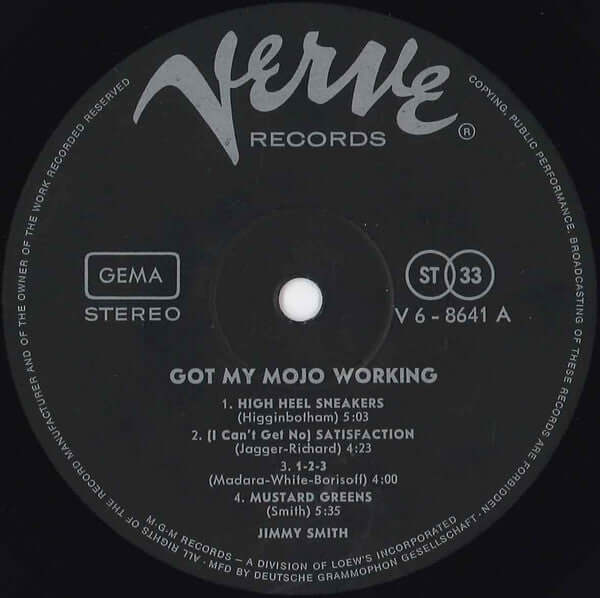 Verve
RECORDS ®
GEMA
STEREO
ST 33
V 6 - 8641 A
GOT MY MOJO WORKING
1. HIGH HEEL SNEAKERS
(Higginbotham) 5:03
2. (I Can't Get No) SATISFACTION
(Jagger-Richard) 4:23
3. 1-2-3
(Madara-White-Borisoff) 4:00
4. MUSTARD GREENS
(Smith) 5:35
JIMMY SMITH
M-G-M RECORDS – A DIVISION OF LOEW'S INCORPORATED
ALL RIGHTS OF THE RECORD MANUFACTURER AND OF THE OWNER OF THE WORK RECORDED RESERVED
COPYING, PUBLIC PERFORMANCE, BROADCASTING OF THESE RECORDS ARE FORBIDDEN
· MFD BY DEUTSCHE GRAMMOPHON GESELLSCHAFT ·